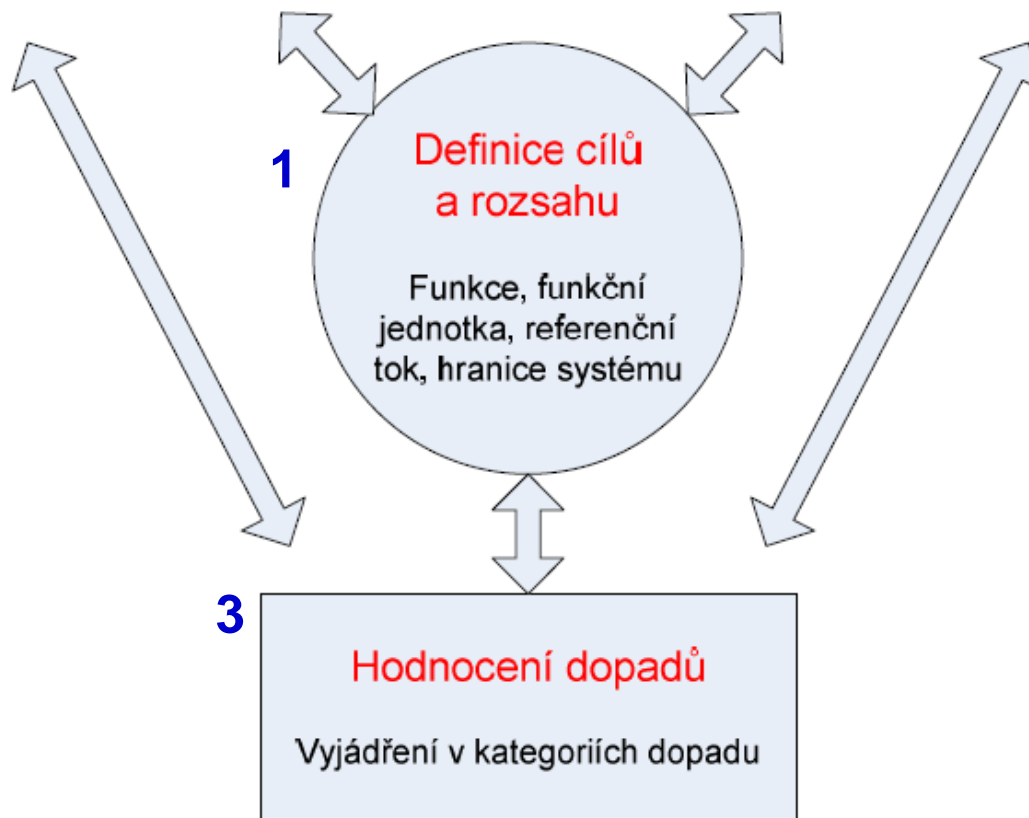 1
Definice cílů
a rozsahu
Funkce, funkční
jednotka, referenční
tok, hranice systému
3
Hodnocení dopadů
Vyjádření v kategoriích dopadu